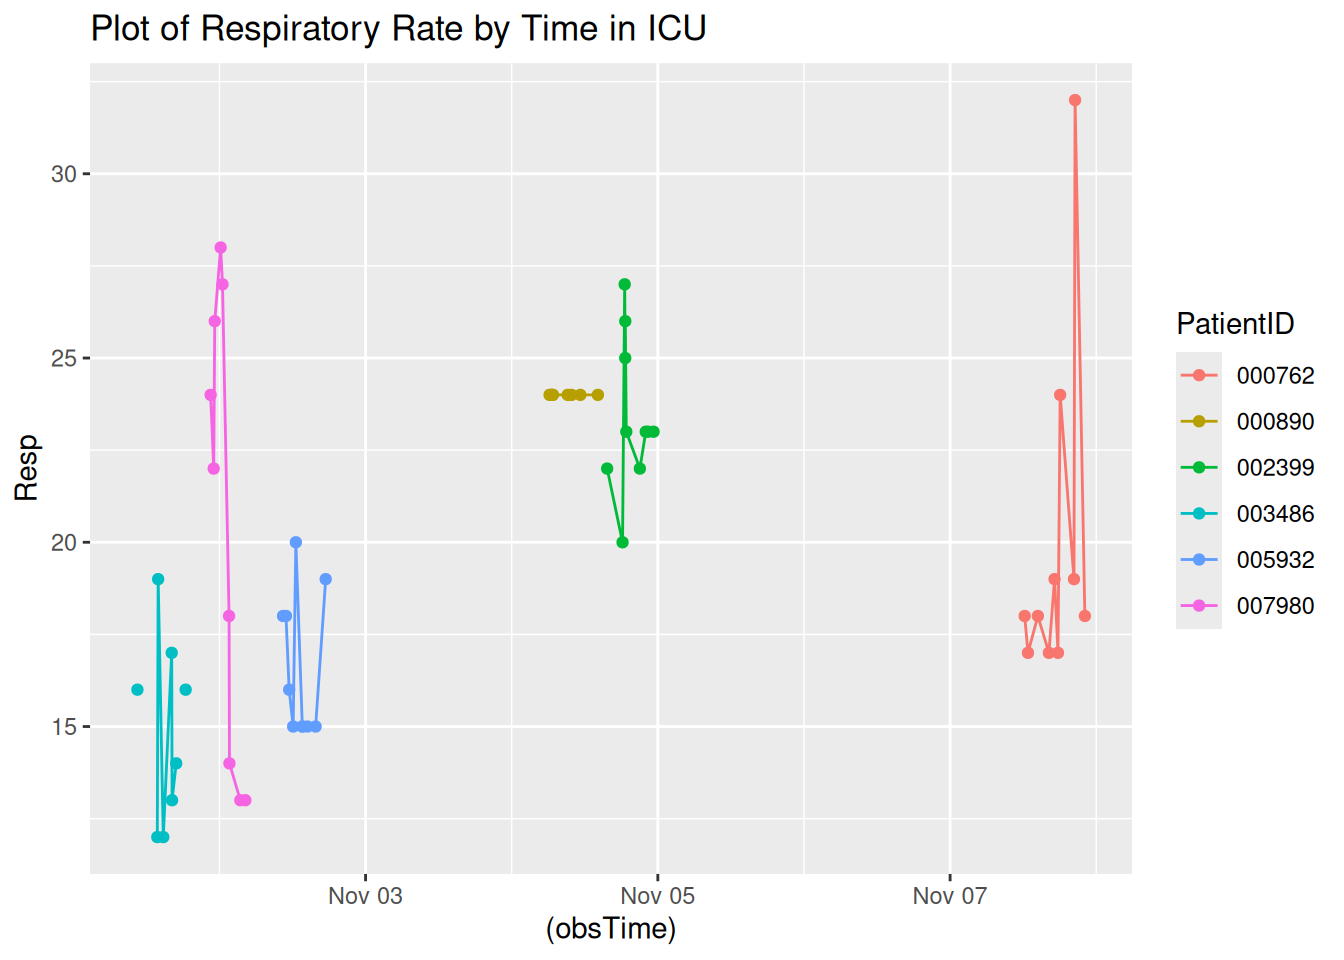 Plot of Respiratory Rate by Time in ICU
30
25
20
15
Resp
Nov 03 Nov 05 Nov 07
(obsTime)
PatientID
000762
000890
002399
003486
005932
007980